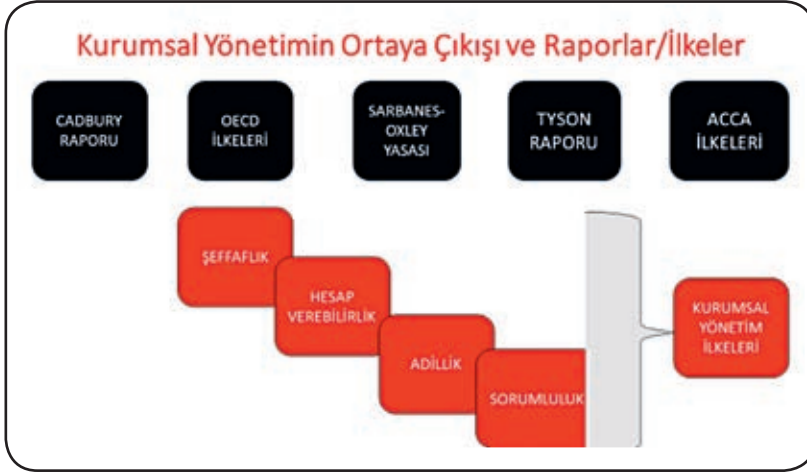 Kurumsal Yönetimin Ortaya Çıkışı ve Raporlar/İlkeler
CADBURY
RAPORU
OECD
İLKELERİ
SARBANES-
OXLEY
YASASI
TYSON
RAPORU
ACCA
İLKELERİ
ŞEFFAFLIK
HESAP
VEREBİLİRLİK
ADİLLİK
SORUMLULUK
KURUMSAL
YÖNETİM
İLKELERİ